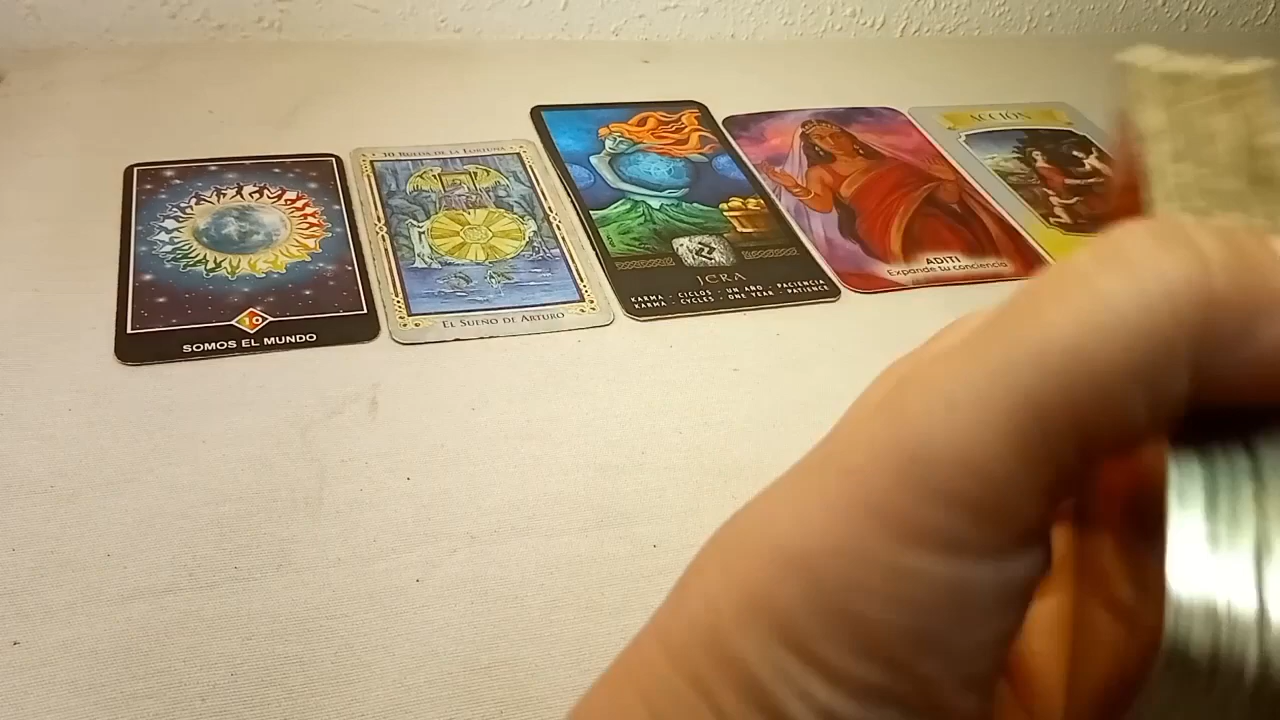 10
SOMOS EL MUNDO
10 RUEDA DE LA FORTUNA
EL SUEÑO DE ARTURO
JERA
KARMA - CICLOS - UN AÑO - PACIENCIA
KARMA - CYCLES - ONE YEAR - PATIENCE
ADITI
Expande tu conciencia
ACCIÓN